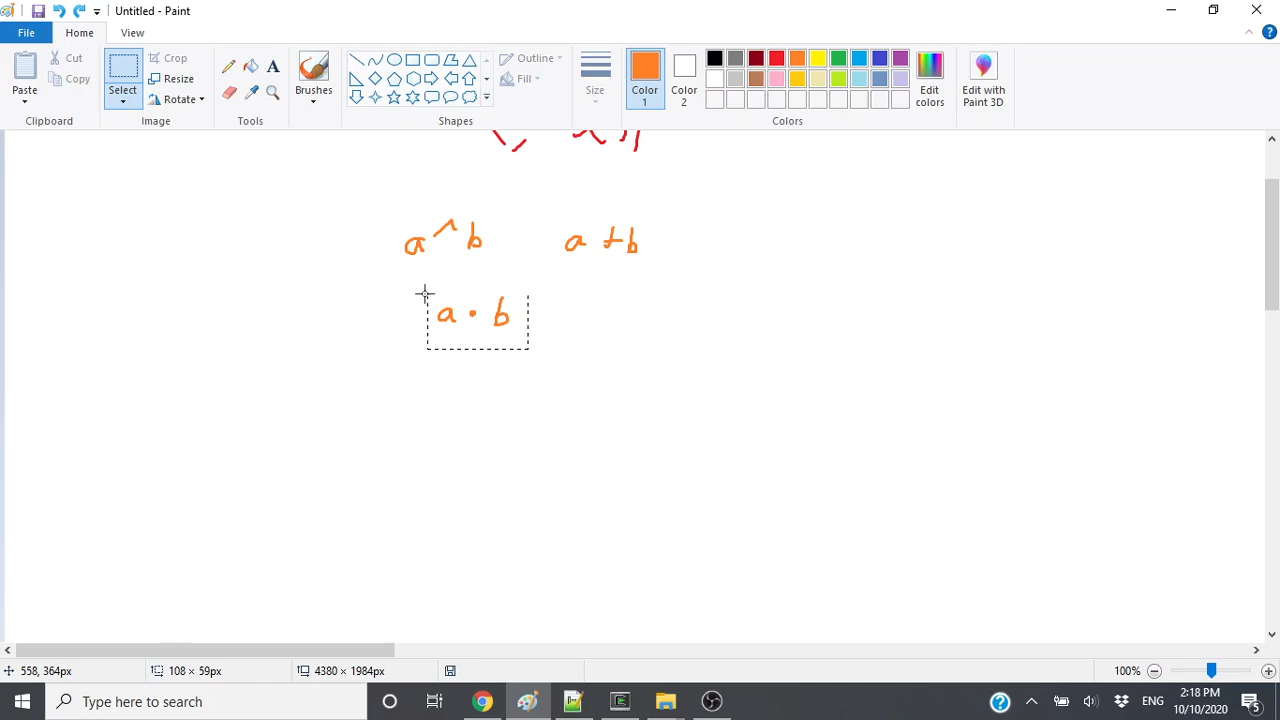 Untitled - Paint
File Home View
Paste Cut Copy
Select Crop Resize Rotate
A
Brushes
Outline Fill
Size
Color 1 Color 2
Edit colors
Edit with Paint 3D
Clipboard Image Tools Shapes Colors
a ^ b a + b
a · b
558, 364px 108 × 59px 4380 × 1984px 100%
Type here to search
ENG
2:18 PM
10/10/2020
5